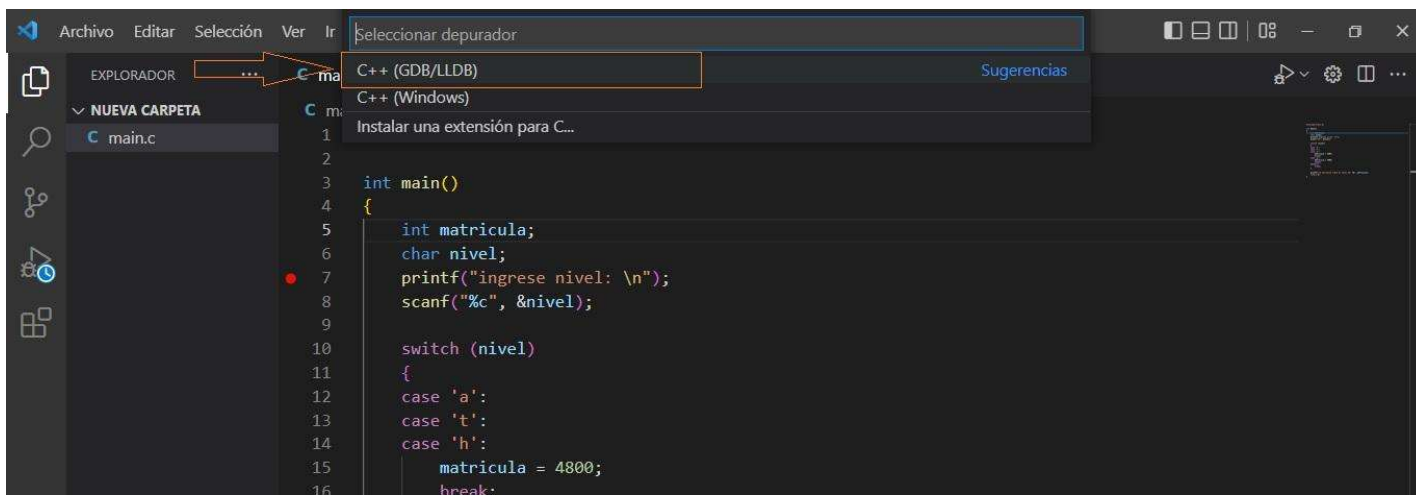 Archivo Editar Selección Ver Ir
Seleccionar depurador
EXPLORADOR ...
C++ (GDB/LLDB) Sugerencias
C++ (Windows)
Instalar una extensión para C...
NUEVA CARPETA
C main.c
C ma
C ma
1
2
3 int main()
4 {
5 int matricula;
6 char nivel;
7 printf("ingrese nivel: \n");
8 scanf("%c", &nivel);
9
10 switch (nivel)
11 {
12 case 'a':
13 case 't':
14 case 'h':
15 matricula = 4800;
16 break;